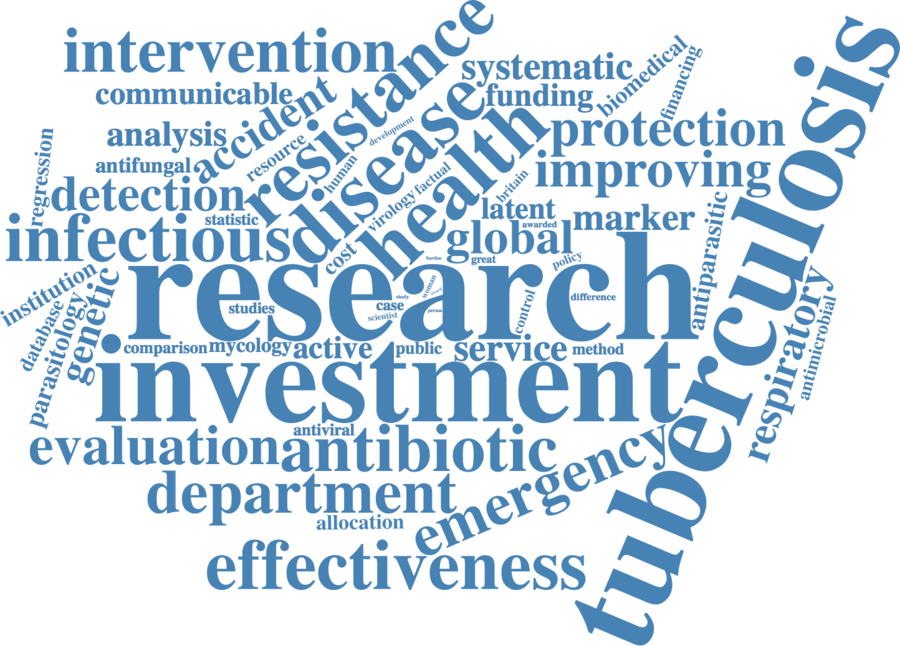 intervention
resistance
tuberculosis
systematic
biomedical
financing
communicable
funding
accident
disease
analysis
resource
development
health
protection
regression
antifungal
human
factual
britain
improving
detection
statistic
virology
latent
awarded
marker
antiparasitic
infectious
cost
global
burden
great
policy
institution
genetic
research
database
parasitology
studies
case
study
scientist
woman
person
control
difference
respiratory
antimicrobial
comparison
mycology
active
public
service
method
investment
antiviral
evaluation
antibiotic
emergency
department
allocation
effectiveness